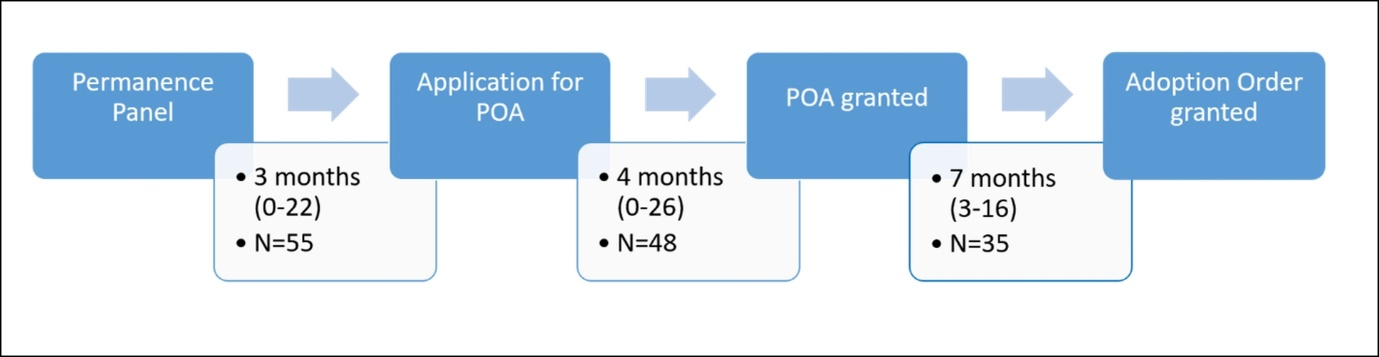 Permanence
Panel
Application for
POA
POA granted
Adoption Order
granted
• 3 months
(0-22)
• N=55
• 4 months
(0-26)
• N=48
• 7 months
(3-16)
• N=35